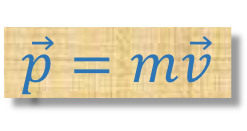 p⃗ = mv⃗